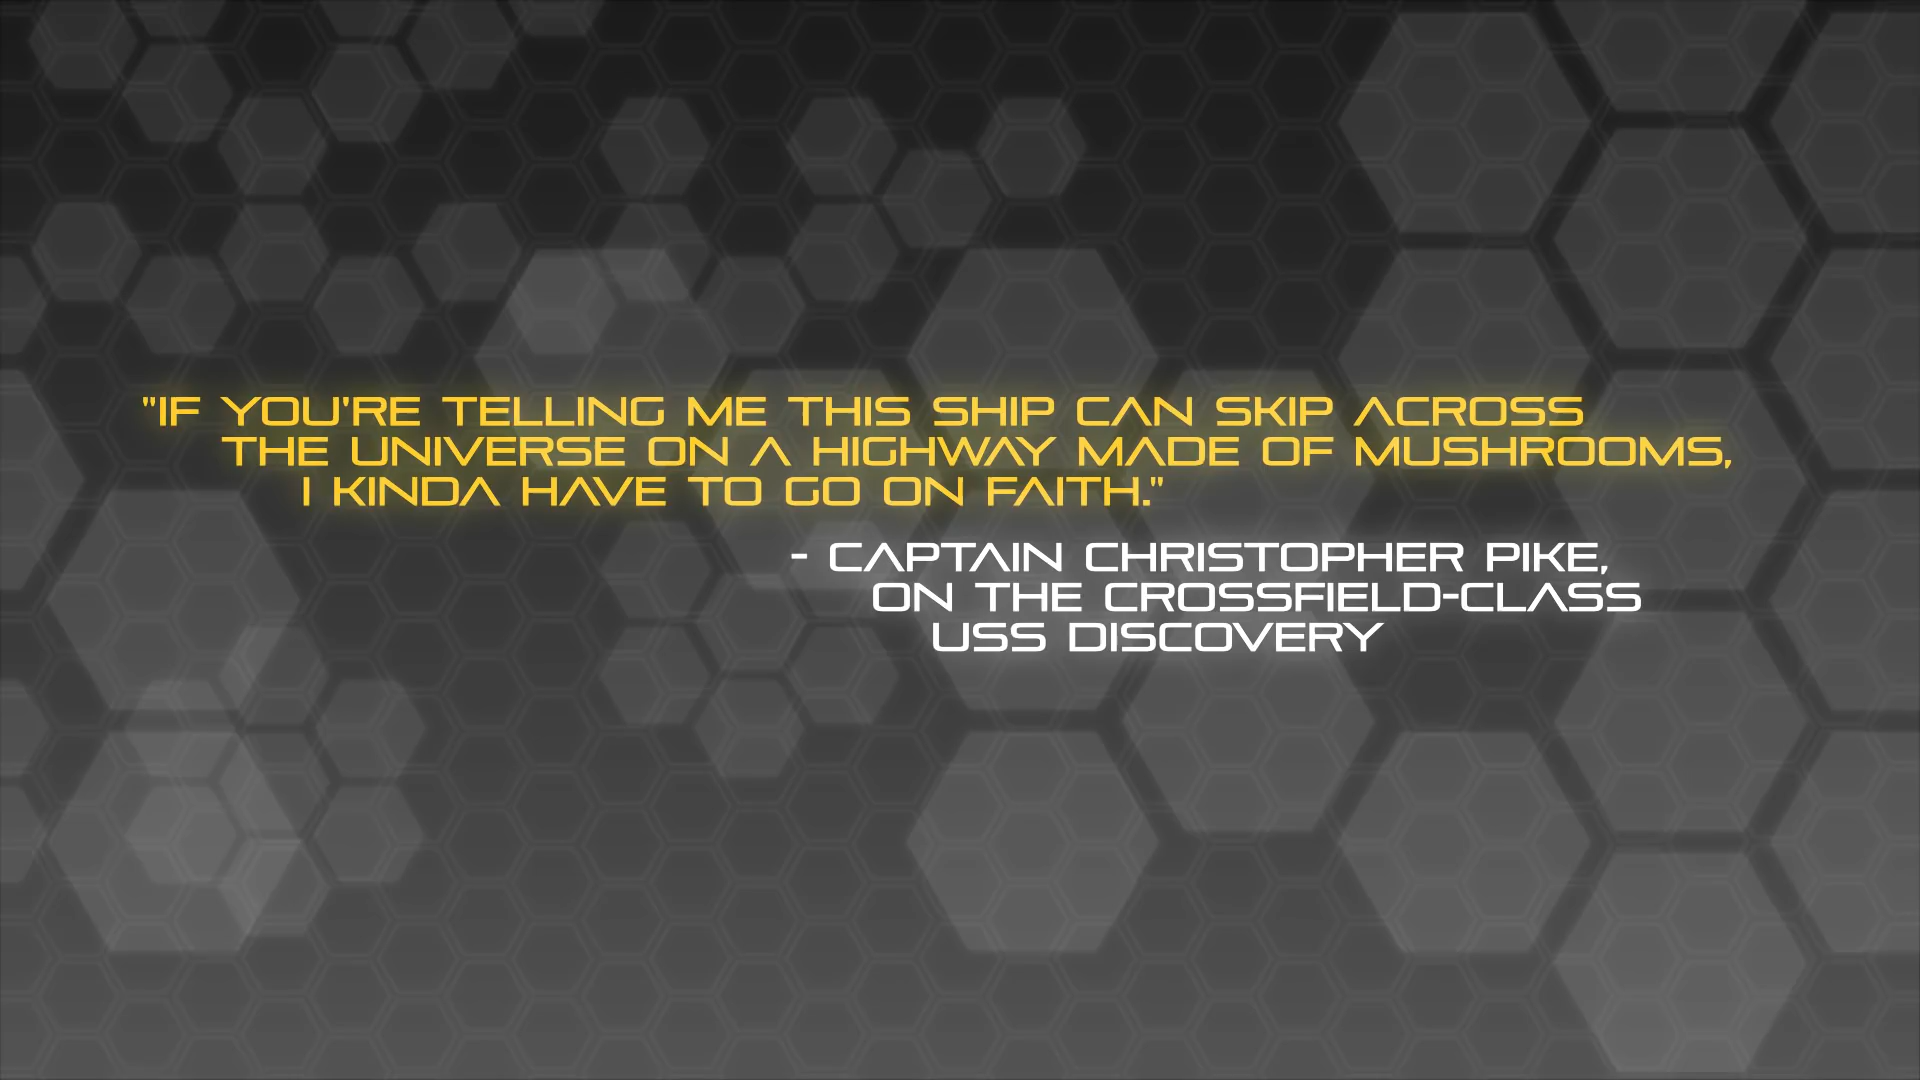 "IF YOU'RE TELLING ME THIS SHIP CAN SKIP ACROSS
THE UNIVERSE ON A HIGHWAY MADE OF MUSHROOMS,
I KINDA HAVE TO GO ON FAITH."
- CAPTAIN CHRISTOPHER PIKE,
ON THE CROSSFIELD-CLASS
USS DISCOVERY